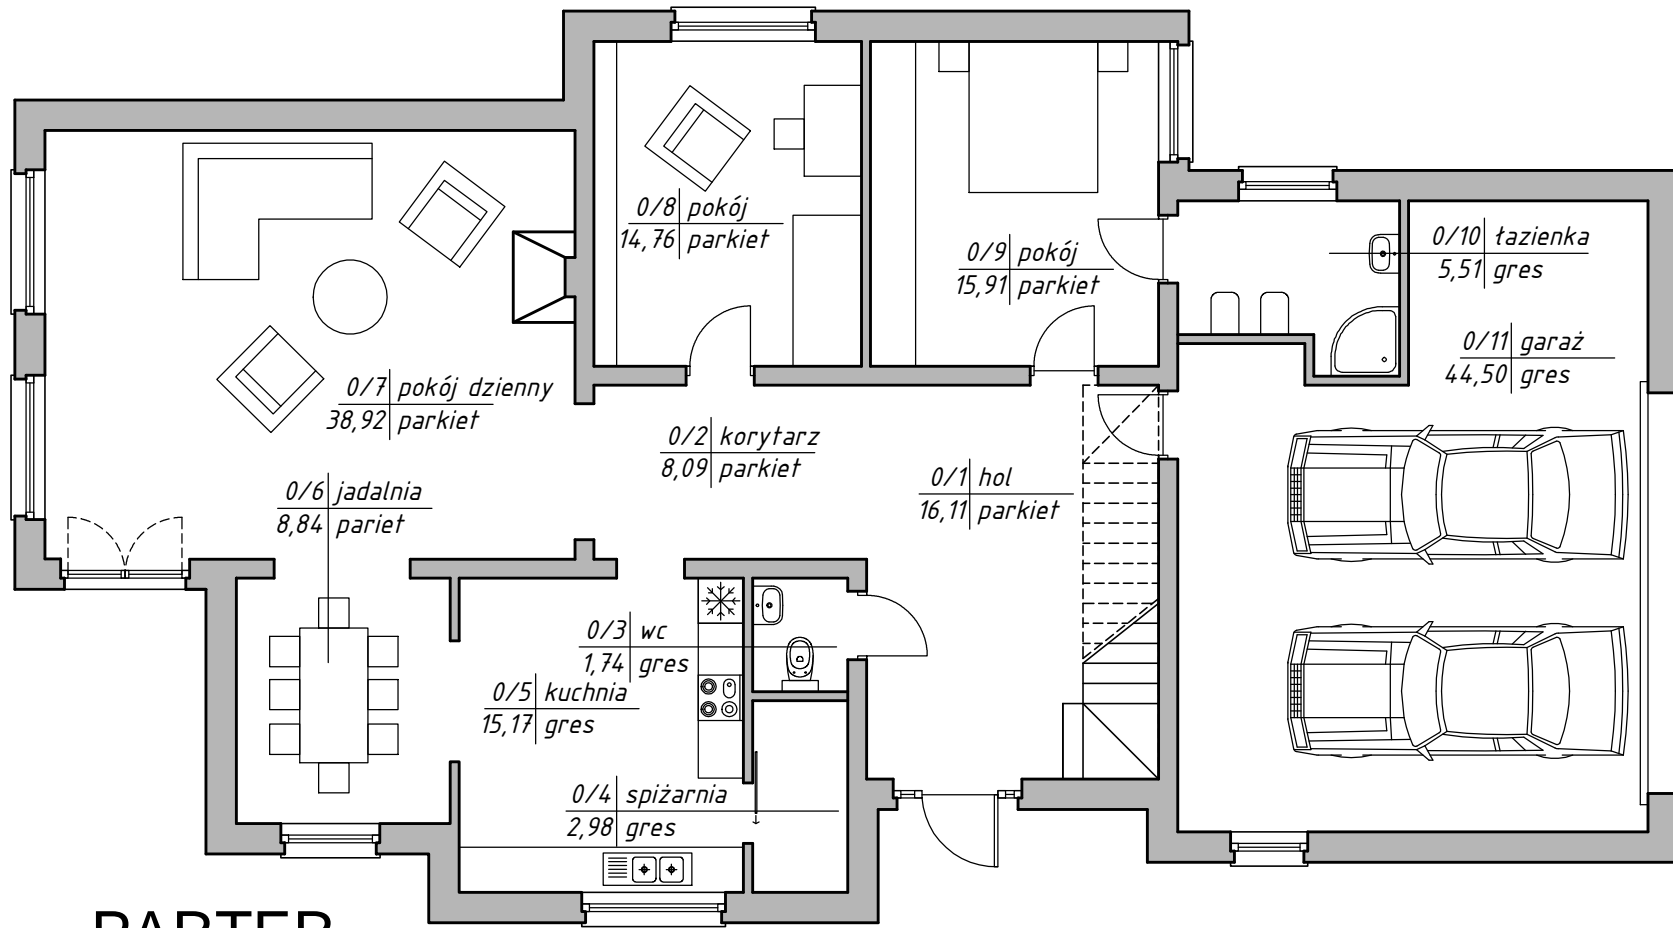 0/8 pokój
14,76 parkiet
0/9 pokój
15,91 parkiet
0/10 łazienka
5,51 gres
0/11 garaż
44,50 gres
0/7 pokój dzienny
38,92 parkiet
0/2 korytarz
8,09 parkiet
0/1 hol
16,11 parkiet
0/6 jadalnia
8,84 pariet
0/3 wc
1,74 gres
0/5 kuchnia
15,17 gres
0/4 spiżarnia
2,98 gres
PARTER